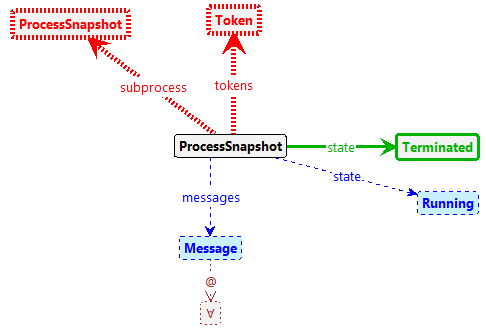 ProcessSnapshot
Token
subprocess
tokens
ProcessSnapshot
state
Terminated
state
Running
messages
Message
@
∀